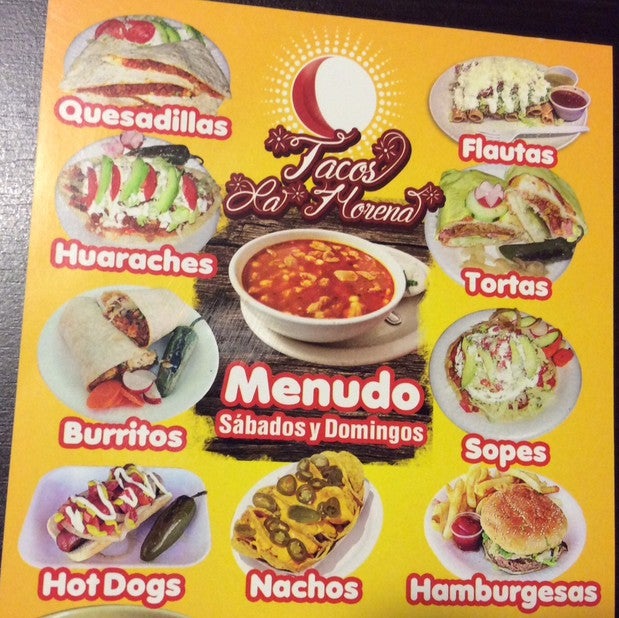 Quesadillas
Tacos
La Morena
Flautas
Huaraches
Tortas
Menudo
Sábados y Domingos
Burritos
Sopes
Hot Dogs
Nachos
Hamburgesas